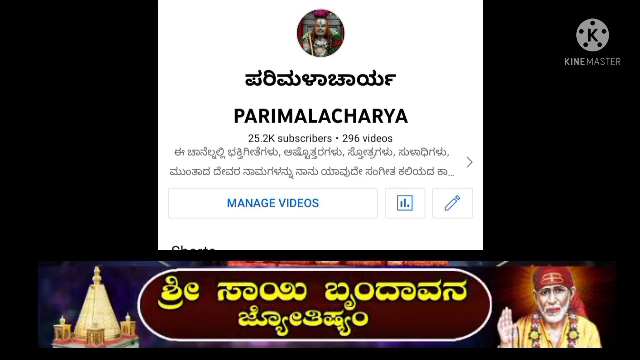 K
KINEMASTER
ಪರಿಮಳಾಚಾರ್ಯ
PARIMALACHARYA
25.2K subscribers • 296 videos
ಈ ಚಾನೆಲ್ನಲ್ಲಿ ಭಕ್ತಿಗೀತೆಗಳು, ಅಷ್ಟೊತ್ತರಗಳು, ಸ್ತೋತ್ರಗಳು, ಸುಳಾಧಿಗಳು,
ಮುಂತಾದ ದೇವರ ನಾಮಗಳನ್ನು ನಾನು ಯಾವುದೇ ಸಂಗೀತ ಕಲಿಯದ ಕಾ...
MANAGE VIDEOS
ಶ್ರೀ ಸಾಯಿ ಬೃಂದಾವನ
ಜ್ಯೋತಿಷ್ಯಂ